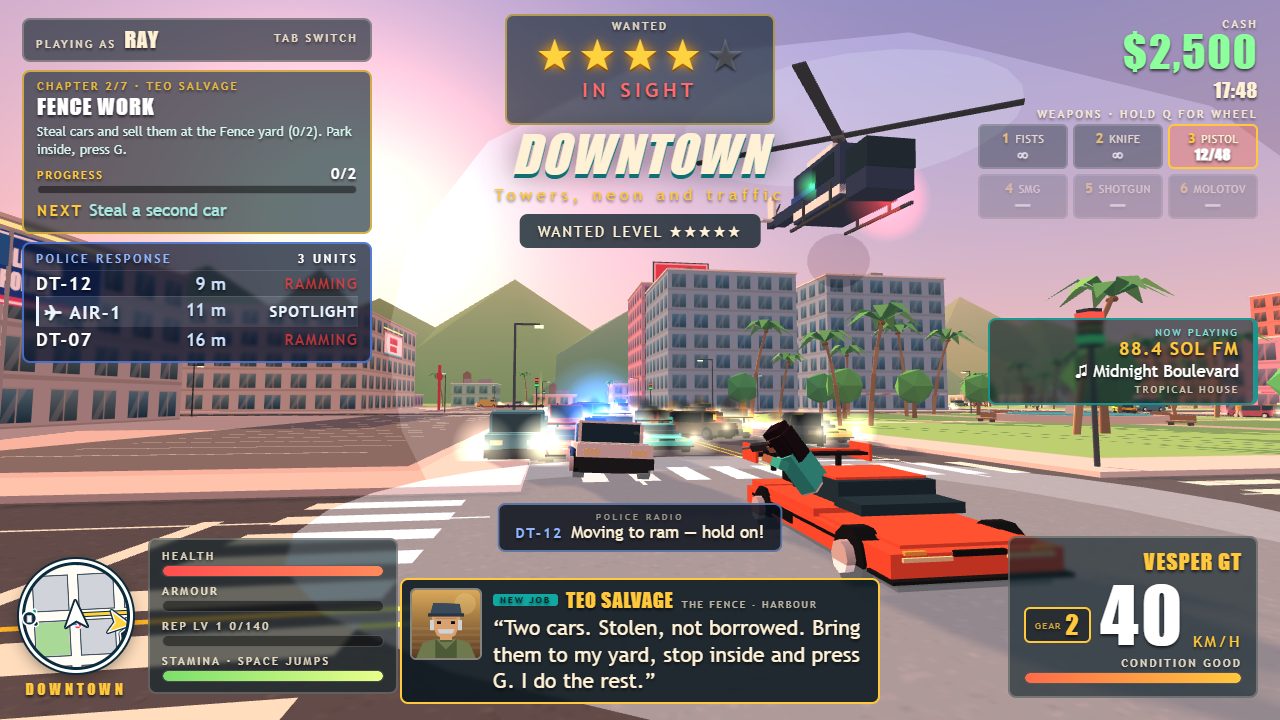 PLAYING AS RAY TAB SWITCH
CHAPTER 2/7 · TEO SALVAGE
FENCE WORK
Steal cars and sell them at the Fence yard (0/2). Park
inside, press G.
PROGRESS 0/2
NEXT Steal a second car
POLICE RESPONSE 3 UNITS
DT-12 9 m RAMMING
AIR-1 11 m SPOTLIGHT
DT-07 16 m RAMMING
WANTED
★★★★★
IN SIGHT
DOWNTOWN
Towers, neon and traffic
WANTED LEVEL ★★★★★
CASH
$2,500
17:48
WEAPONS · HOLD Q FOR WHEEL
1 FISTS ∞
2 KNIFE ∞
3 PISTOL 12/48
4 SMG —
5 SHOTGUN —
6 MOLOTOV —
NOW PLAYING
88.4 SOL FM
♫ Midnight Boulevard
TROPICAL HOUSE
POLICE RADIO
DT-12 Moving to ram — hold on!
DOWNTOWN
HEALTH
ARMOUR
REP LV 1 0/140
STAMINA · SPACE JUMPS
NEW JOB TEO SALVAGE THE FENCE · HARBOUR
“Two cars. Stolen, not borrowed. Bring
them to my yard, stop inside and press
G. I do the rest.”
VESPER GT
GEAR 2 40 KM/H
CONDITION GOOD